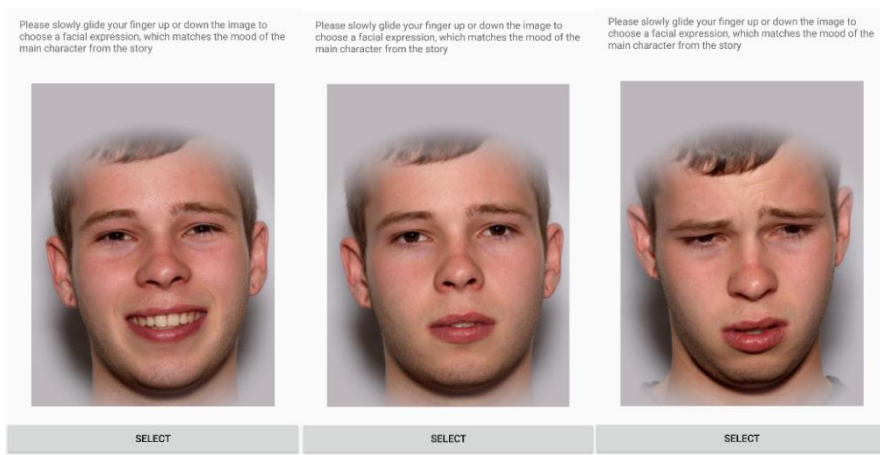 Please slowly glide your finger up or down the image to
choose a facial expression, which matches the mood of the
main character from the story
SELECT
Please slowly glide your finger up or down the image to
choose a facial expression, which matches the mood of the
main character from the story
SELECT
Please slowly glide your finger up or down the image to
choose a facial expression, which matches the mood of the
main character from the story
SELECT